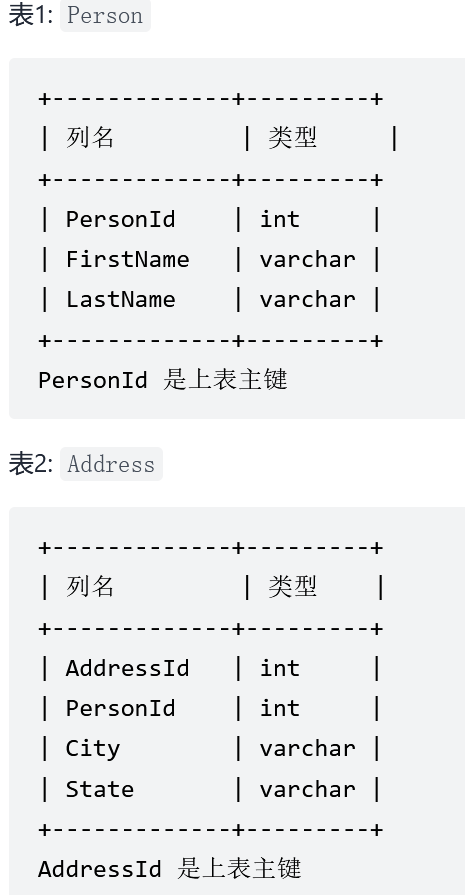 表1: Person
+-------------+---------+
| 列名         | 类型     |
+-------------+---------+
| PersonId    | int     |
| FirstName   | varchar |
| LastName    | varchar |
+-------------+---------+
PersonId 是上表主键
表2: Address
+-------------+---------+
| 列名         | 类型    |
+-------------+---------+
| AddressId   | int     |
| PersonId    | int     |
| City        | varchar |
| State       | varchar |
+-------------+---------+
AddressId 是上表主键